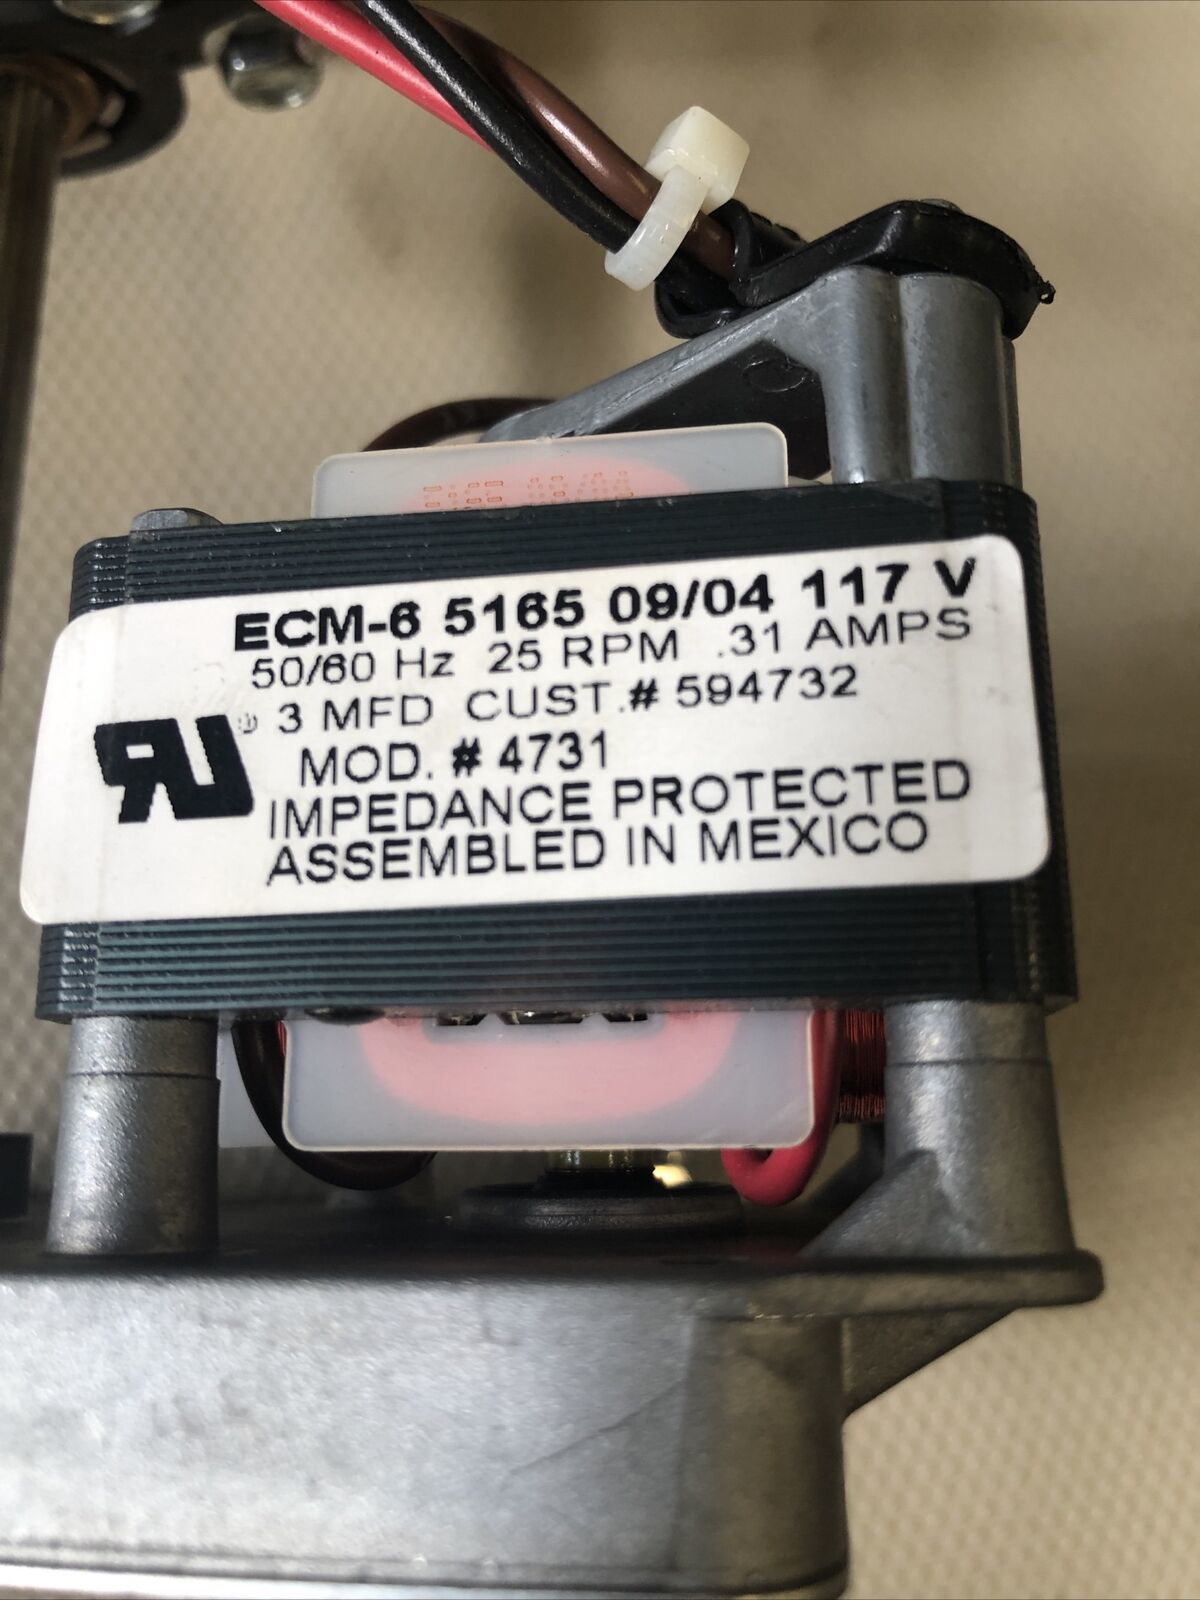 ECM-6 5165 09/04 117 V
50/60 Hz 25 RPM .31 AMPS
® 3 MFD CUST.# 594732
MOD. # 4731
IMPEDANCE PROTECTED
ASSEMBLED IN MEXICO